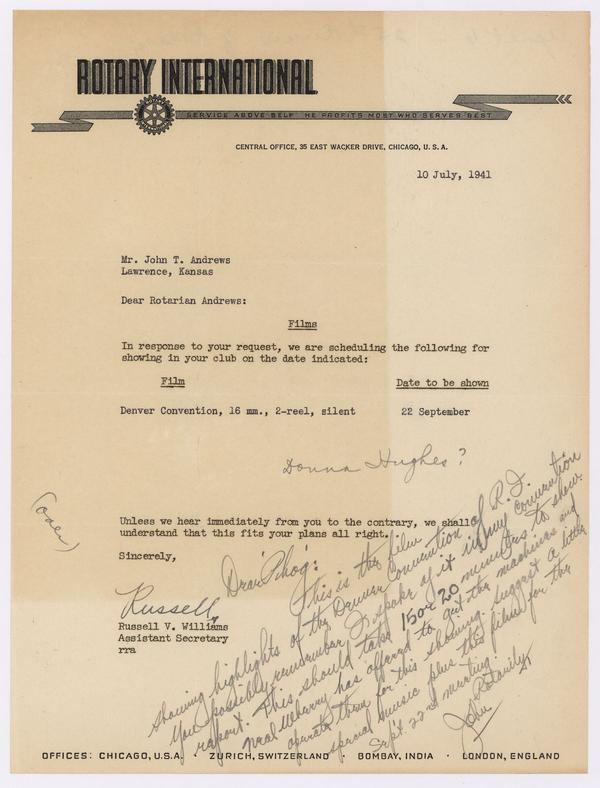 ROTARY INTERNATIONAL
SERVICE ABOVE SELF HE PROFITS MOST WHO SERVES BEST
CENTRAL OFFICE, 35 EAST WACKER DRIVE, CHICAGO, U. S. A.
10 July, 1941
Mr. John T. Andrews
Lawrence, Kansas
Dear Rotarian Andrews:
Films
In response to your request, we are scheduling the following for
showing in your club on the date indicated:
Film Date to be shown
Denver Convention, 16 mm., 2-reel, silent 22 September
Donna Hughes?
(over)
Unless we hear immediately from you to the contrary, we shall
understand that this fits your plans all right.
Sincerely,
Russell
Russell V. Williams
Assistant Secretary
rra
Dear Phog:
This is the film
showing highlights of the Denver Convention of R.I.
You possibly remember I spoke of it in my convention
report. This should take 15 or 20 minutes to show.
Neal has offered to get the machines and
operate them for this showing. Suggest a little
special music plus this film for the
Sept. 22nd meeting.
Rotarily
John
OFFICES: CHICAGO, U.S.A. · ZURICH, SWITZERLAND · BOMBAY, INDIA · LONDON, ENGLAND